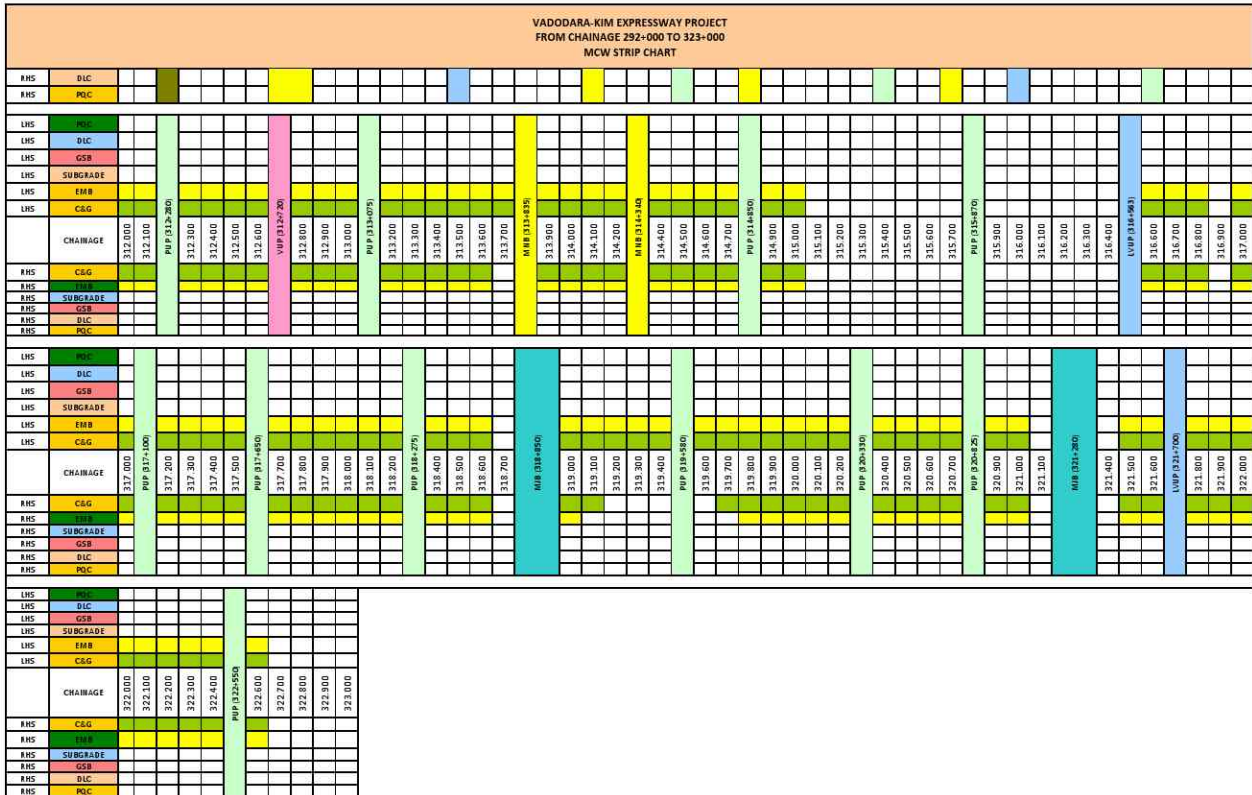 VADODARA-KIM EXPRESSWAY PROJECT
FROM CHAINAGE 292+000 TO 323+000
MCW STRIP CHART
RHS DLC
RHS PQC
LHS PQC
LHS DLC
LHS GSB
LHS SUBGRADE
LHS EMB
LHS C&G
CHAINAGE 312.000 312.100 PUP (312+280) 312.300 312.400 312.500 312.600 VUP (312+720) 312.800 312.900 313.000 PUP (313+075) 313.200 313.300 313.400 313.500 313.600 313.700 MNB (313+835) 313.900 314.000 314.100 314.200 MNB (314+340) 314.400 314.500 314.600 314.700 PUP (314+850) 314.900 315.000 315.100 315.200 315.300 315.400 315.500 315.600 315.700 PUP (315+870) 315.900 316.000 316.100 316.200 316.300 316.400 LVUP (316+563) 316.600 316.700 316.800 316.900 317.000
RHS C&G
RHS EMB
RHS SUBGRADE
RHS GSB
RHS DLC
RHS PQC
LHS PQC
LHS DLC
LHS GSB
LHS SUBGRADE
LHS EMB
LHS C&G
CHAINAGE 317.000 PUP (317+100) 317.200 317.300 317.400 317.500 PUP (317+650) 317.700 317.800 317.900 318.000 318.100 318.200 PUP (318+275) 318.400 318.500 318.600 318.700 MJB (318+850) 319.000 319.100 319.200 319.300 319.400 PUP (319+580) 319.600 319.700 319.800 319.900 320.000 320.100 320.200 PUP (320+330) 320.400 320.500 320.600 320.700 PUP (320+825) 320.900 321.000 321.100 MJB (321+280) 321.400 321.500 321.600 LVUP (321+700) 321.800 321.900 322.000
RHS C&G
RHS EMB
RHS SUBGRADE
RHS GSB
RHS DLC
RHS PQC
LHS PQC
LHS DLC
LHS GSB
LHS SUBGRADE
LHS EMB
LHS C&G
CHAINAGE 322.000 322.100 322.200 322.300 322.400 PUP (322+550) 322.600 322.700 322.800 322.900 323.000
RHS C&G
RHS EMB
RHS SUBGRADE
RHS GSB
RHS DLC
RHS PQC